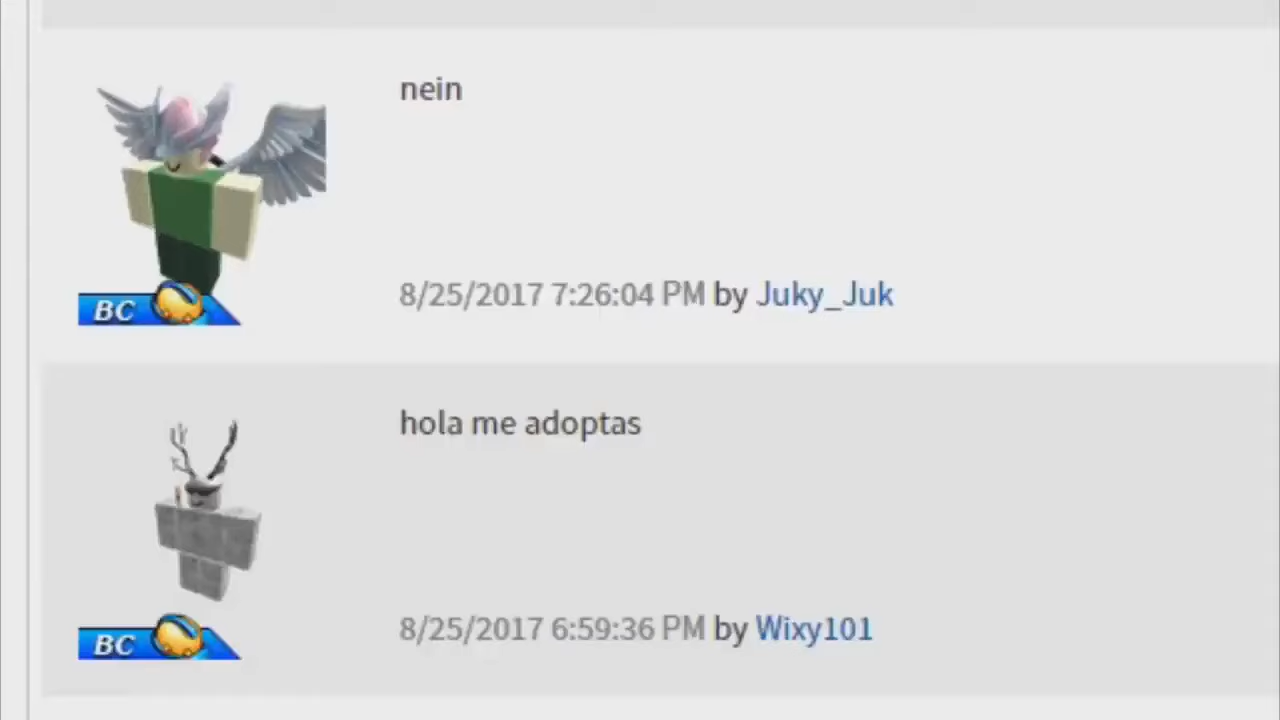 nein
8/25/2017 7:26:04 PM by Juky_Juk
BC
hola me adoptas
8/25/2017 6:59:36 PM by Wixy101
BC